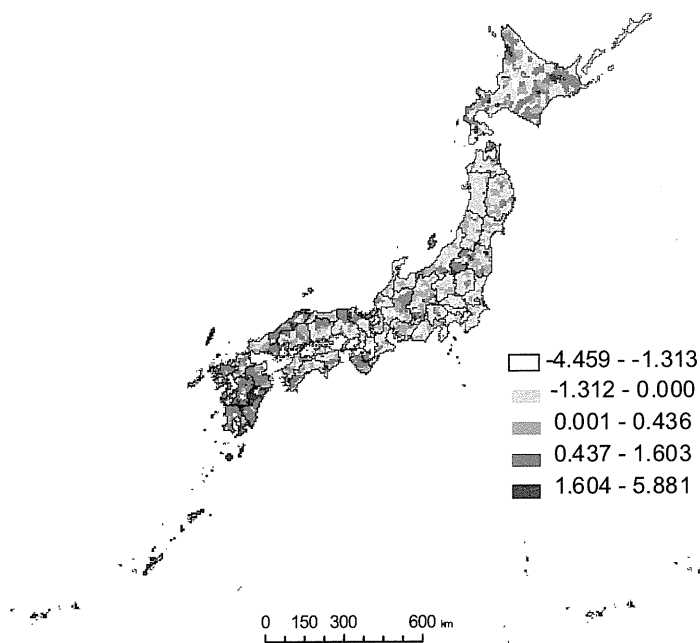 -4.459 - -1.313
-1.312 - 0.000
0.001 - 0.436
0.437 - 1.603
1.604 - 5.881
0 150 300 600 km